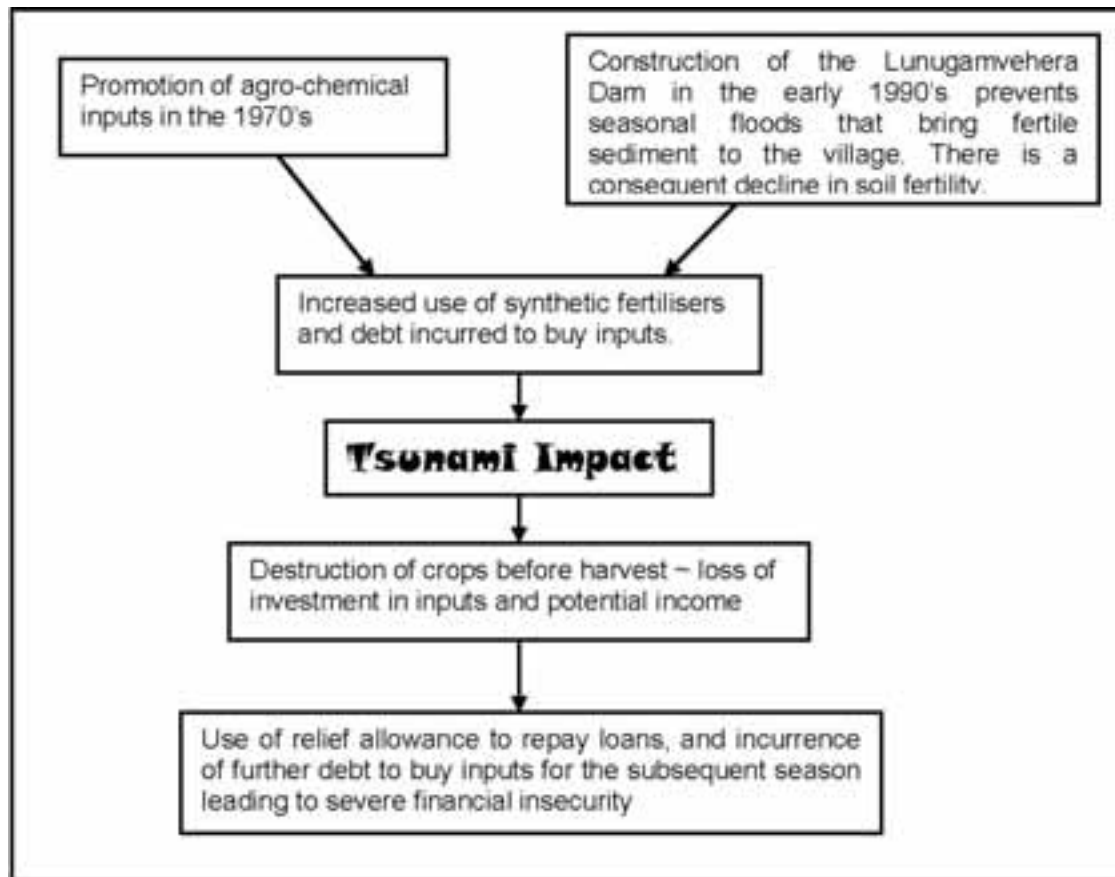 Promotion of agro-chemical
inputs in the 1970's
Construction of the Lunugamvehera
Dam in the early 1990's prevents
seasonal floods that bring fertile
sediment to the village. There is a
consequent decline in soil fertility.
Increased use of synthetic fertilisers
and debt incurred to buy inputs.
Tsunami Impact
Destruction of crops before harvest – loss of
investment in inputs and potential income
Use of relief allowance to repay loans, and incurrence
of further debt to buy inputs for the subsequent season
leading to severe financial insecurity